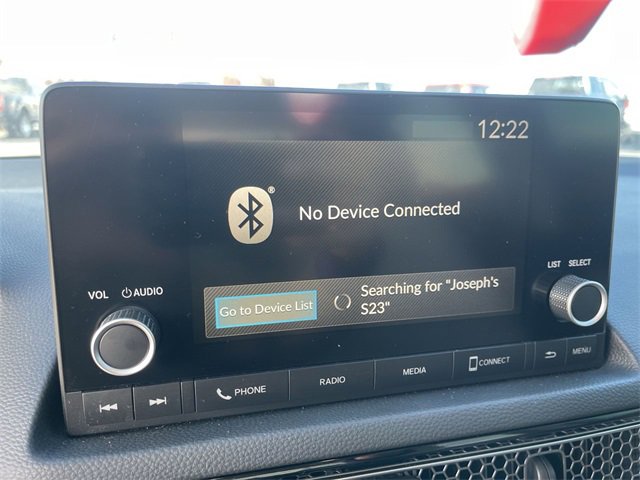 12:22
®
No Device Connected
Go to Device List
Searching for "Joseph's
S23"
VOL AUDIO
LIST SELECT
PHONE
RADIO
MEDIA
CONNECT
MENU